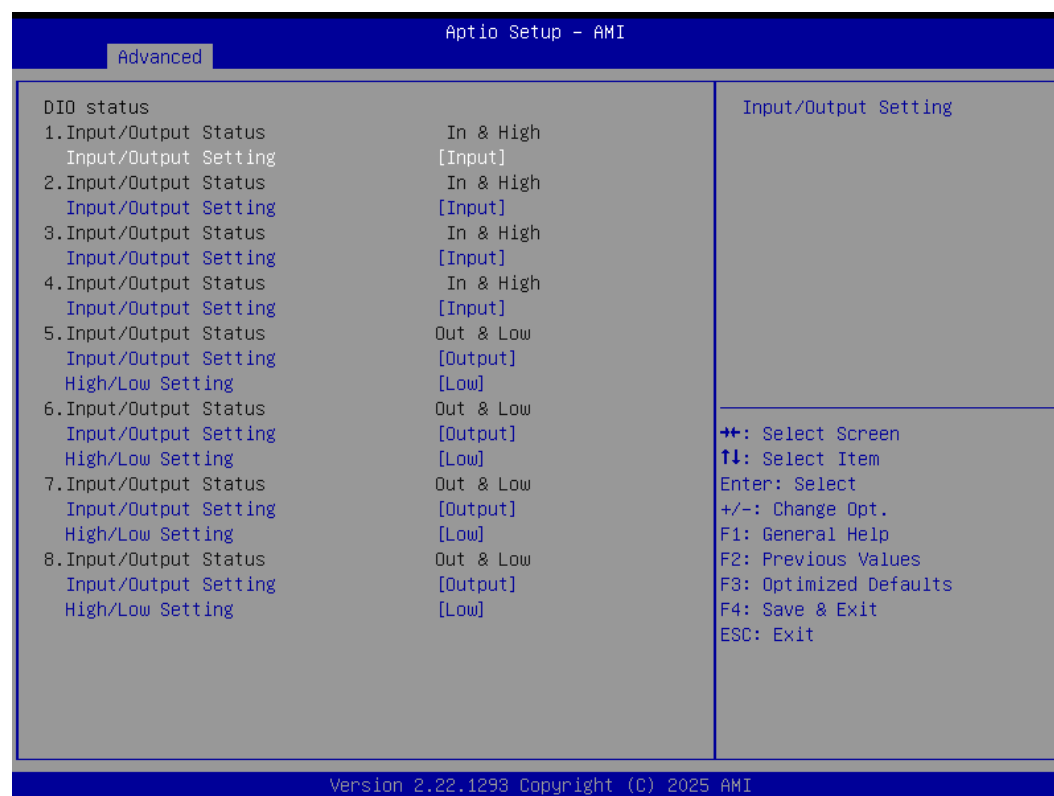 Aptio Setup - AMI
Advanced
DIO status
1.Input/Output Status In & High
Input/Output Setting [Input]
2.Input/Output Status In & High
Input/Output Setting [Input]
3.Input/Output Status In & High
Input/Output Setting [Input]
4.Input/Output Status In & High
Input/Output Setting [Input]
5.Input/Output Status Out & Low
Input/Output Setting [Output]
High/Low Setting [Low]
6.Input/Output Status Out & Low
Input/Output Setting [Output]
High/Low Setting [Low]
7.Input/Output Status Out & Low
Input/Output Setting [Output]
High/Low Setting [Low]
8.Input/Output Status Out & Low
Input/Output Setting [Output]
High/Low Setting [Low]
Input/Output Setting
→←: Select Screen
↑↓: Select Item
Enter: Select
+/-: Change Opt.
F1: General Help
F2: Previous Values
F3: Optimized Defaults
F4: Save & Exit
ESC: Exit
Version 2.22.1293 Copyright (C) 2025 AMI